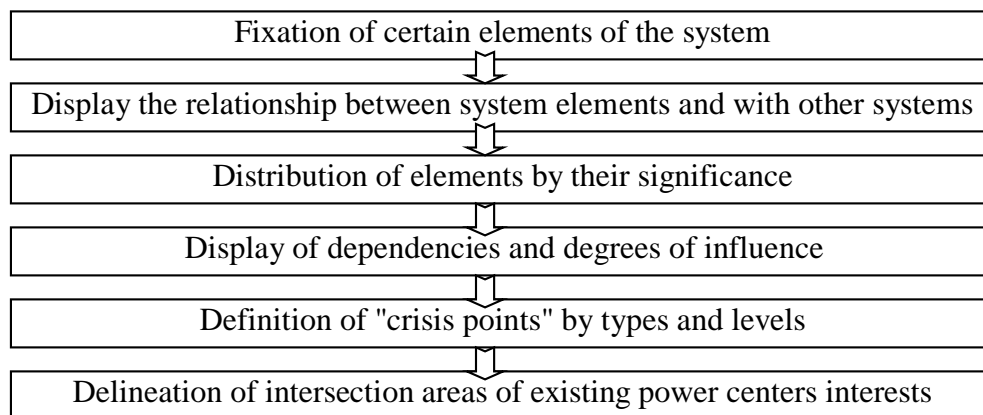 Fixation of certain elements of the system
Display the relationship between system elements and with other systems
Distribution of elements by their significance
Display of dependencies and degrees of influence
Definition of "crisis points" by types and levels
Delineation of intersection areas of existing power centers interests